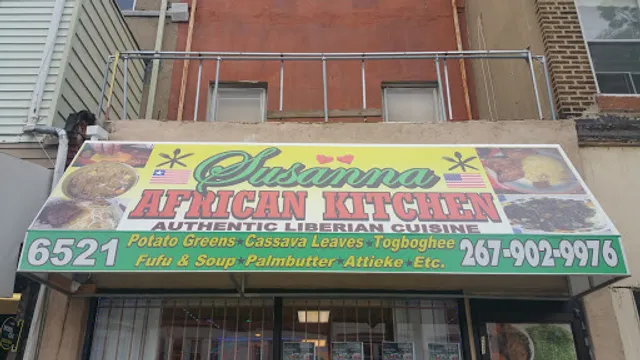 Susanna
AFRICAN KITCHEN
AUTHENTIC LIBERIAN CUISINE
6521
Potato Greens★Cassava Leaves★Togboghee
Fufu & Soup★Palmbutter★Attieke★Etc.
267-902-9976